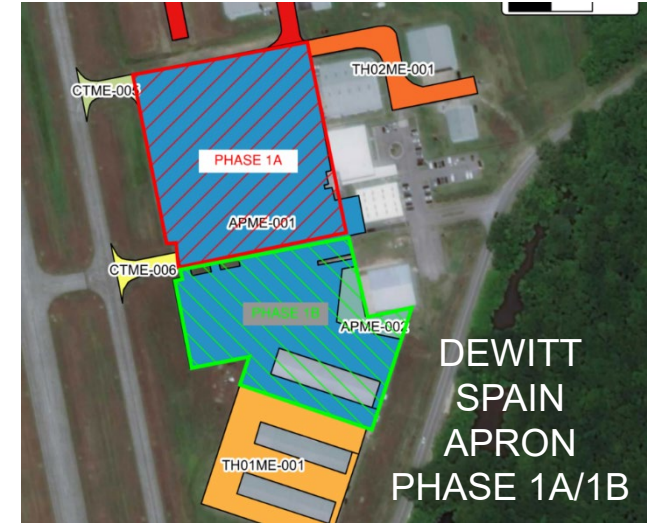 TH02ME-001
CTME-005
PHASE 1A
APME-001
CTME-006
PHASE 1B
APME-002
DEWITT
SPAIN
APRON
PHASE 1A/1B
TH01ME-001